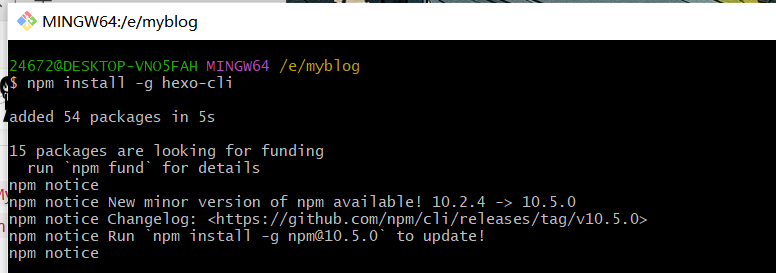 MINGW64:/e/myblog
24672@DESKTOP-VNO5FAH MINGW64 /e/myblog
$ npm install -g hexo-cli
added 54 packages in 5s
15 packages are looking for funding
  run `npm fund` for details
npm notice
npm notice New minor version of npm available! 10.2.4 -> 10.5.0
npm notice Changelog: <https://github.com/npm/cli/releases/tag/v10.5.0>
npm notice Run `npm install -g npm@10.5.0` to update!
npm notice